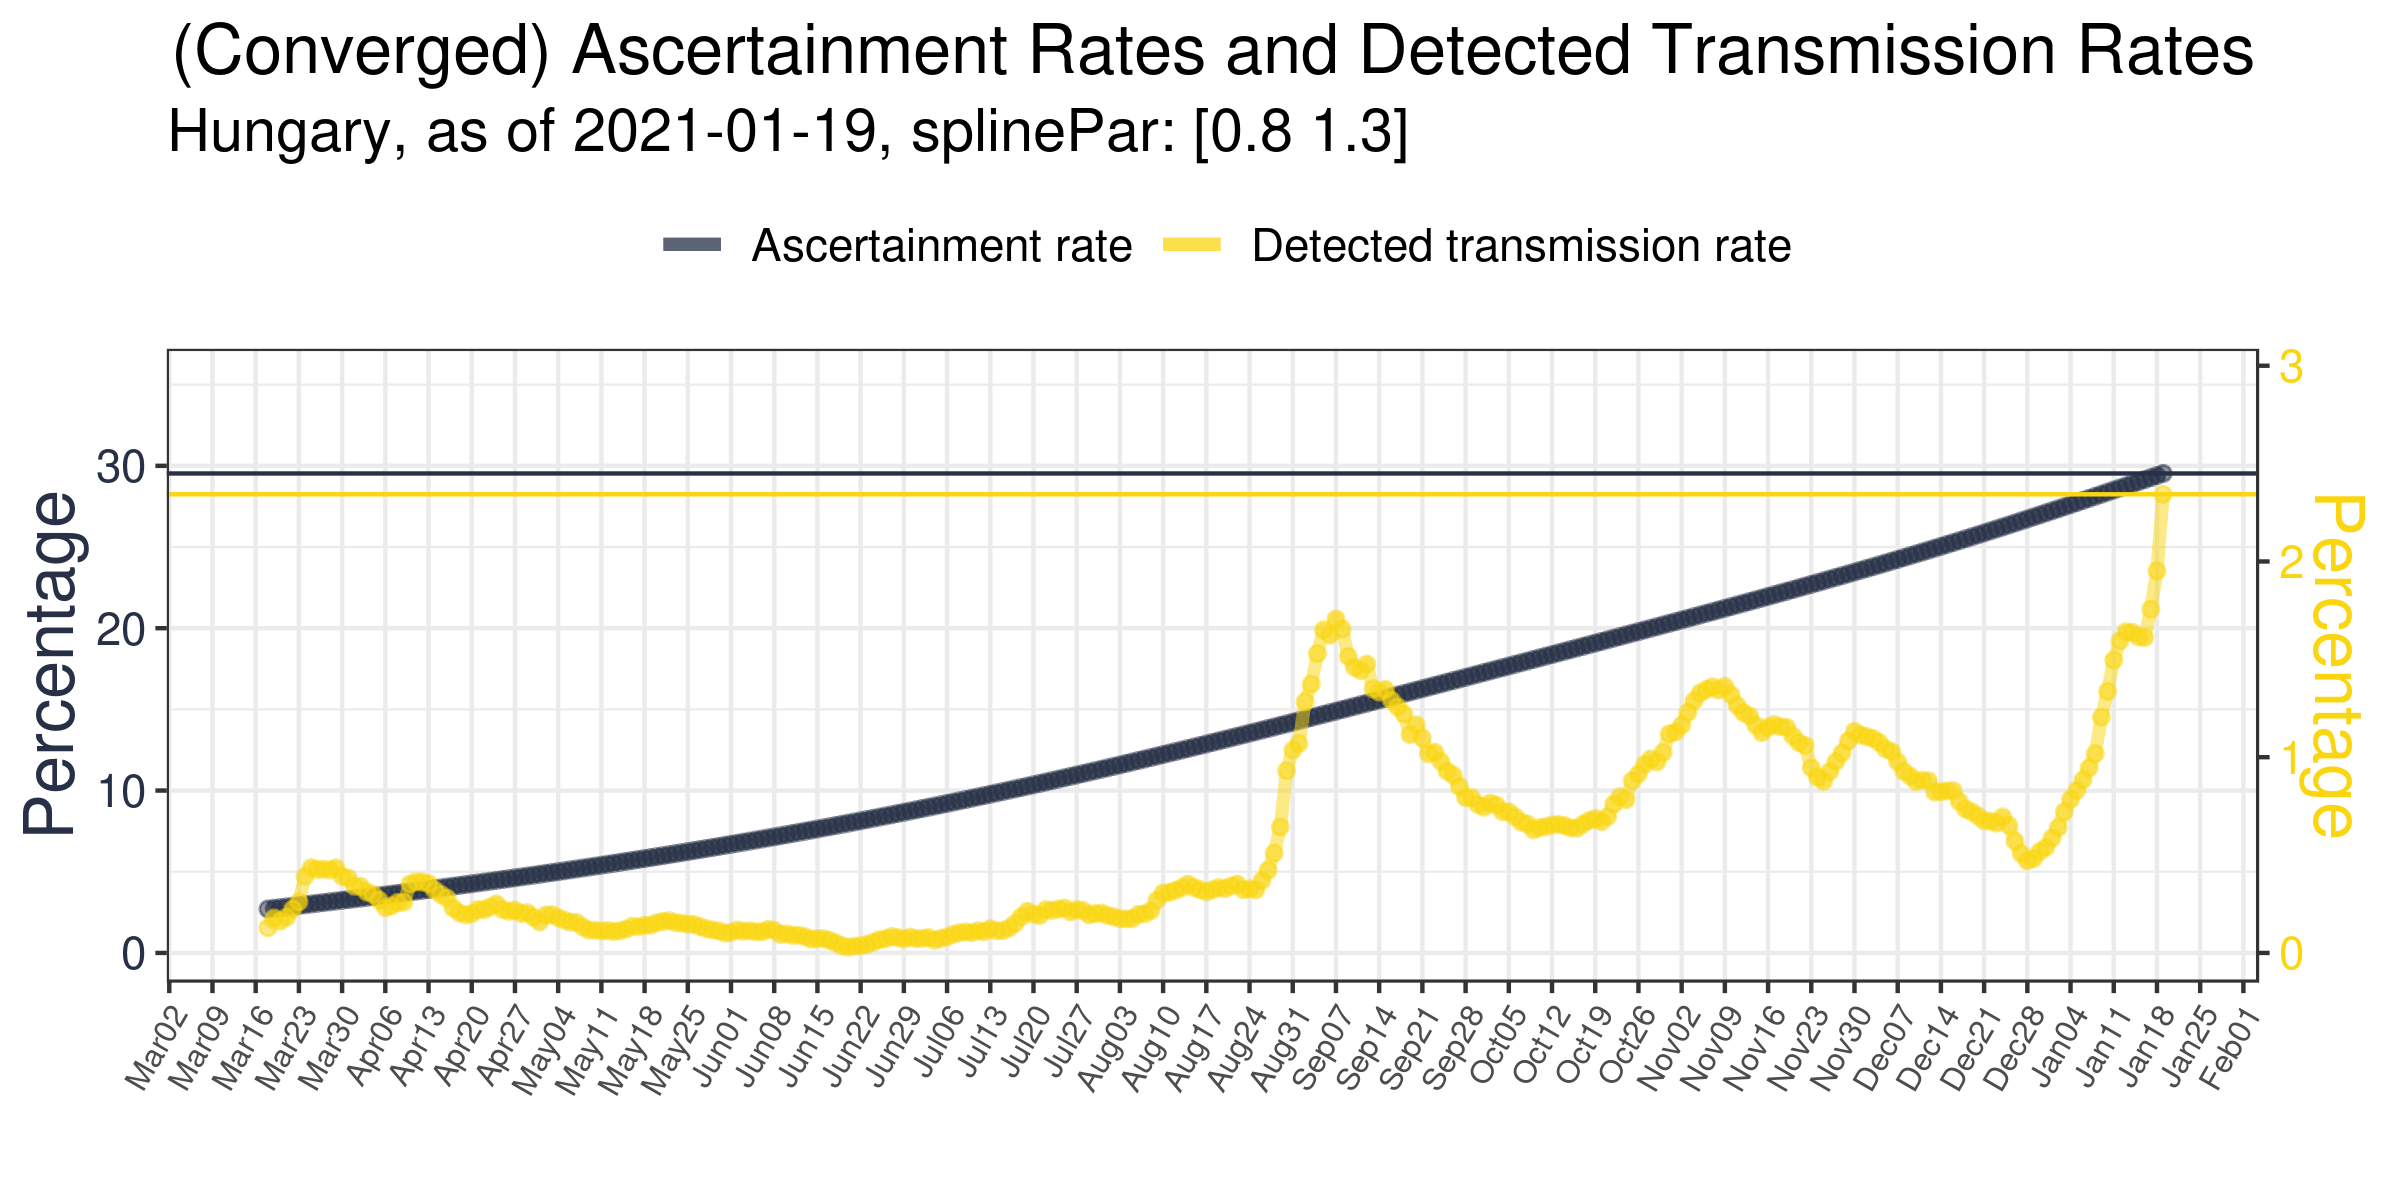 (Converged) Ascertainment Rates and Detected Transmission Rates
Hungary, as of 2021-01-19, splinePar: [0.8 1.3]
Ascertainment rate Detected transmission rate
Percentage
30
20
10
0
3
2
1
0
Percentage
Mar02 Mar09 Mar16 Mar23 Mar30 Apr06 Apr13 Apr20 Apr27 May04 May11 May18 May25 Jun01 Jun08 Jun15 Jun22 Jun29 Jul06 Jul13 Jul20 Jul27 Aug03 Aug10 Aug17 Aug24 Aug31 Sep07 Sep14 Sep21 Sep28 Oct05 Oct12 Oct19 Oct26 Nov02 Nov09 Nov16 Nov23 Nov30 Dec07 Dec14 Dec21 Dec28 Jan04 Jan11 Jan18 Jan25 Feb01